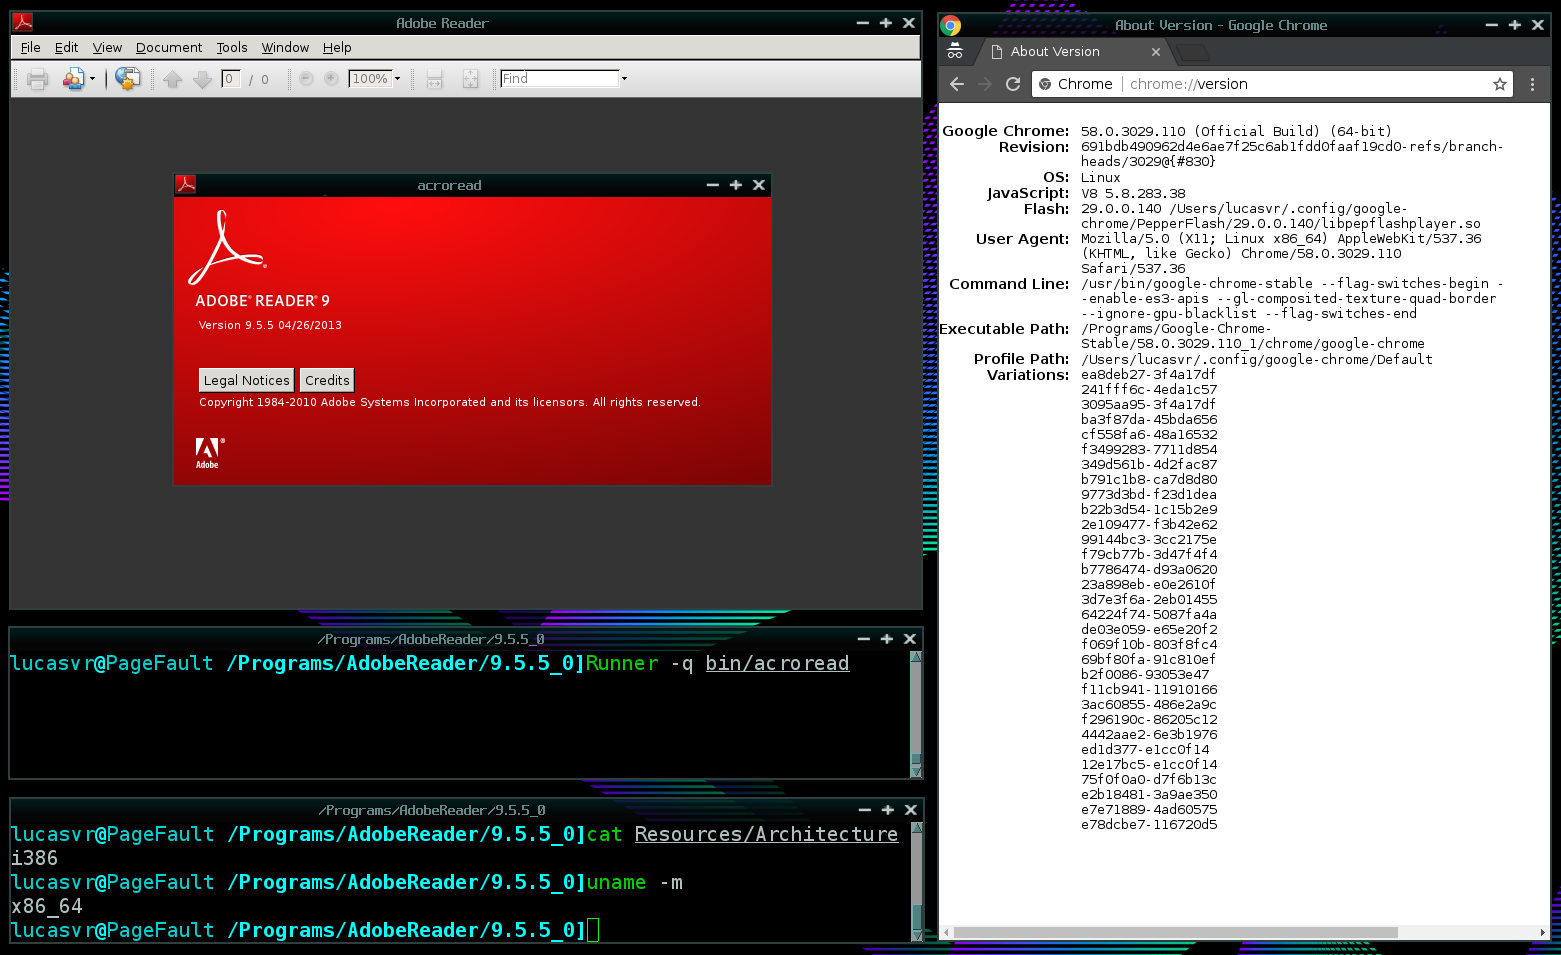 Adobe Reader
File Edit View Document Tools Window Help
0 / 0 100% Find
acroread
ADOBE® READER® 9
Version 9.5.5 04/26/2013
Legal Notices Credits
Copyright 1984-2010 Adobe Systems Incorporated and its licensors. All rights reserved.
Adobe
/Programs/AdobeReader/9.5.5_0
lucasvr@PageFault /Programs/AdobeReader/9.5.5_0]Runner -q bin/acroread
/Programs/AdobeReader/9.5.5_0
lucasvr@PageFault /Programs/AdobeReader/9.5.5_0]cat Resources/Architecture
i386
lucasvr@PageFault /Programs/AdobeReader/9.5.5_0]uname -m
x86_64
lucasvr@PageFault /Programs/AdobeReader/9.5.5_0]
About Version - Google Chrome
About Version
Chrome | chrome://version
Google Chrome: 58.0.3029.110 (Official Build) (64-bit)
Revision: 691bdb490962d4e6ae7f25c6ab1fdd0faaf19cd0-refs/branch-
heads/3029@{#830}
OS: Linux
JavaScript: V8 5.8.283.38
Flash: 29.0.0.140 /Users/lucasvr/.config/google-
chrome/PepperFlash/29.0.0.140/libpepflashplayer.so
User Agent: Mozilla/5.0 (X11; Linux x86_64) AppleWebKit/537.36
(KHTML, like Gecko) Chrome/58.0.3029.110
Safari/537.36
Command Line: /usr/bin/google-chrome-stable --flag-switches-begin -
-enable-es3-apis --gl-composited-texture-quad-border
--ignore-gpu-blacklist --flag-switches-end
Executable Path: /Programs/Google-Chrome-
Stable/58.0.3029.110_1/chrome/google-chrome
Profile Path: /Users/lucasvr/.config/google-chrome/Default
Variations: ea8deb27-3f4a17df
241fff6c-4eda1c57
3095aa95-3f4a17df
ba3f87da-45bda656
cf558fa6-48a16532
f3499283-7711d854
349d561b-4d2fac87
b791c1b8-ca7d8d80
9773d3bd-f23d1dea
b22b3d54-1c15b2e9
2e109477-f3b42e62
99144bc3-3cc2175e
f79cb77b-3d47f4f4
b7786474-d93a0620
23a898eb-e0e2610f
3d7e3f6a-2eb01455
64224f74-5087fa4a
de03e059-e65e20f2
f069f10b-803f8fc4
69bf80fa-91c810ef
b2f0086-93053e47
f11cb941-11910166
3ac60855-486e2a9c
f296190c-86205c12
4442aae2-6e3b1976
ed1d377-e1cc0f14
12e17bc5-e1cc0f14
75f0f0a0-d7f6b13c
e2b18481-3a9ae350
e7e71889-4ad60575
e78dcbe7-116720d5